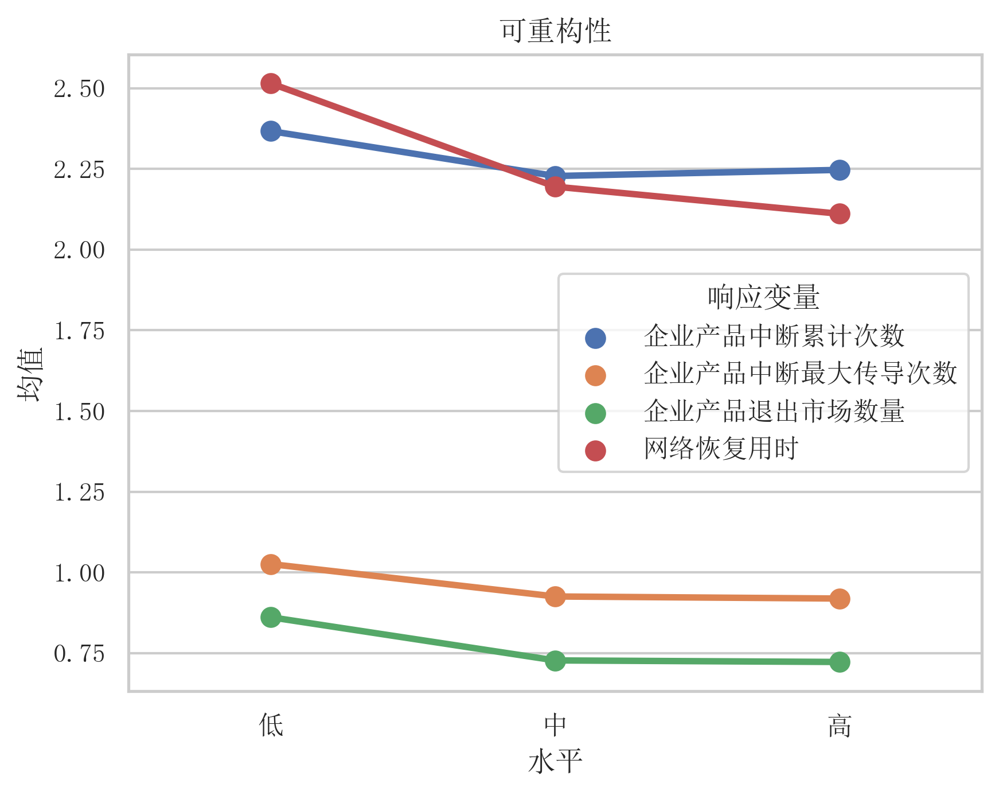 可重构性
2.50
2.25
2.00
1.75
1.50
1.25
1.00
0.75
均值
响应变量
企业产品中断累计次数
企业产品中断最大传导次数
企业产品退出市场数量
网络恢复用时
低 中 高
水平